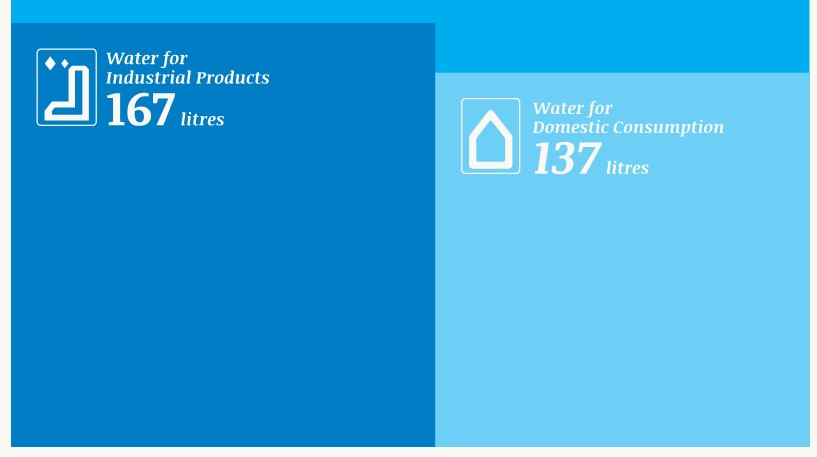 Water for
Industrial Products
167 litres
Water for
Domestic Consumption
137 litres